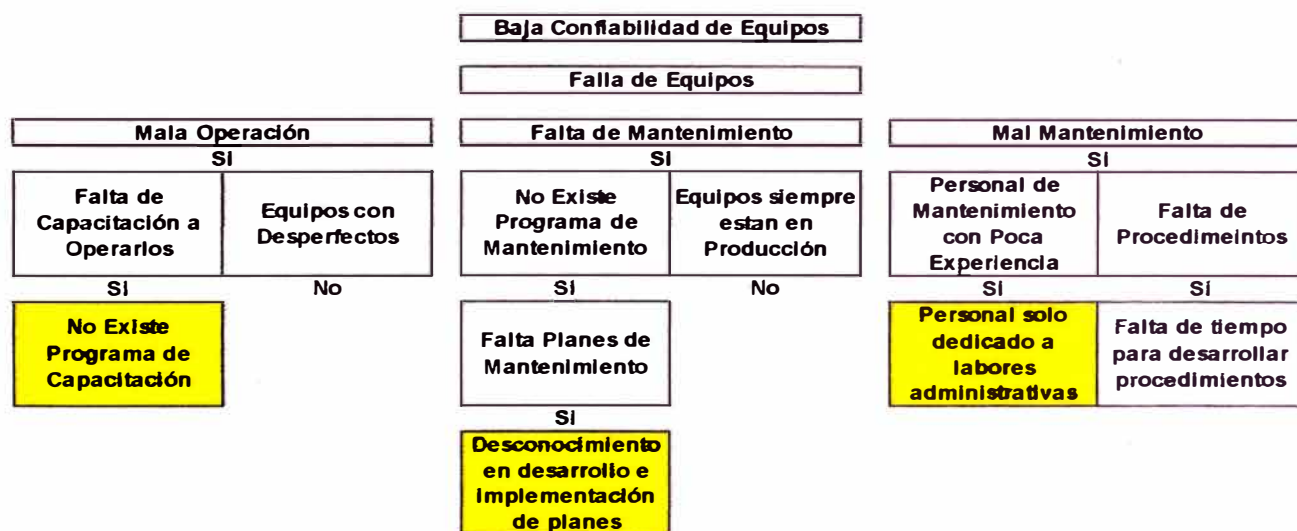 Baja Confiabilidad de Equipos
Falla de Equipos
Mala Operación
Falta de Mantenimiento
Mal Mantenimiento
Si
Si
Si
Falta de
Capacitación a
Operarlos
Equipos con
Desperfectos
No Existe
Programa de
Mantenimiento
Equipos siempre
estan en
Producción
Personal de
Mantenimiento
con Poca
Experiencia
Falta de
Procedimeintos
Si
No
Si
No
Si
Si
No Existe
Programa de
Capacitación
Falta Planes de
Mantenimiento
Personal solo
dedicado a
labores
administrativas
Falta de tiempo
para desarrollar
procedimientos
Si
Desconocimiento
en desarrollo e
implementación
de planes